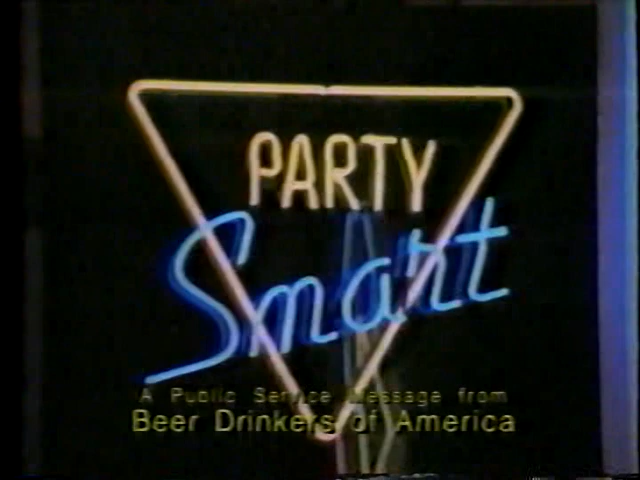 PARTY
Smart
A Public Service Message from
Beer Drinkers of America